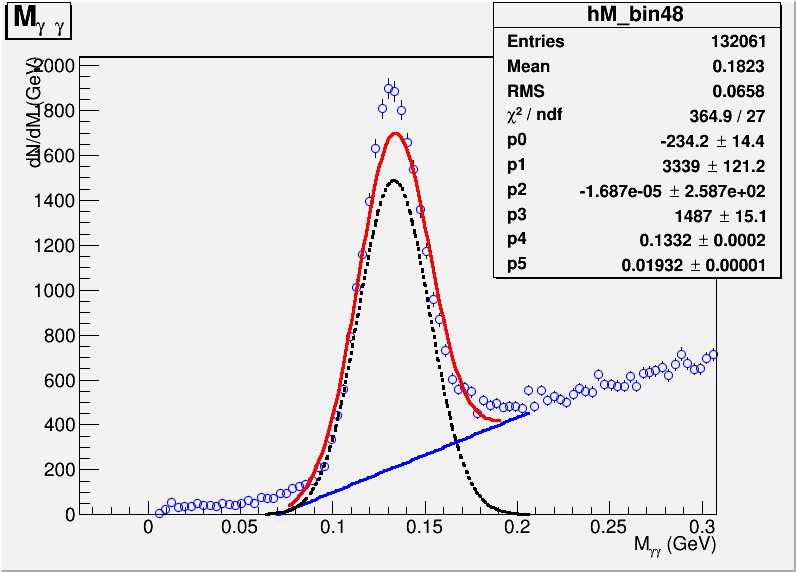 M γ γ
hM_bin48
Entries 132061
Mean 0.1823
RMS 0.0658
χ² / ndf 364.9 / 27
p0 -234.2 ± 14.4
p1 3339 ± 121.2
p2 -1.687e-05 ± 2.587e+02
p3 1487 ± 15.1
p4 0.1332 ± 0.0002
p5 0.01932 ± 0.00001
dN/dM (GeV)
2000
1800
1600
1400
1200
1000
800
600
400
200
0
0 0.05 0.1 0.15 0.2 0.25 0.3
Mγγ (GeV)